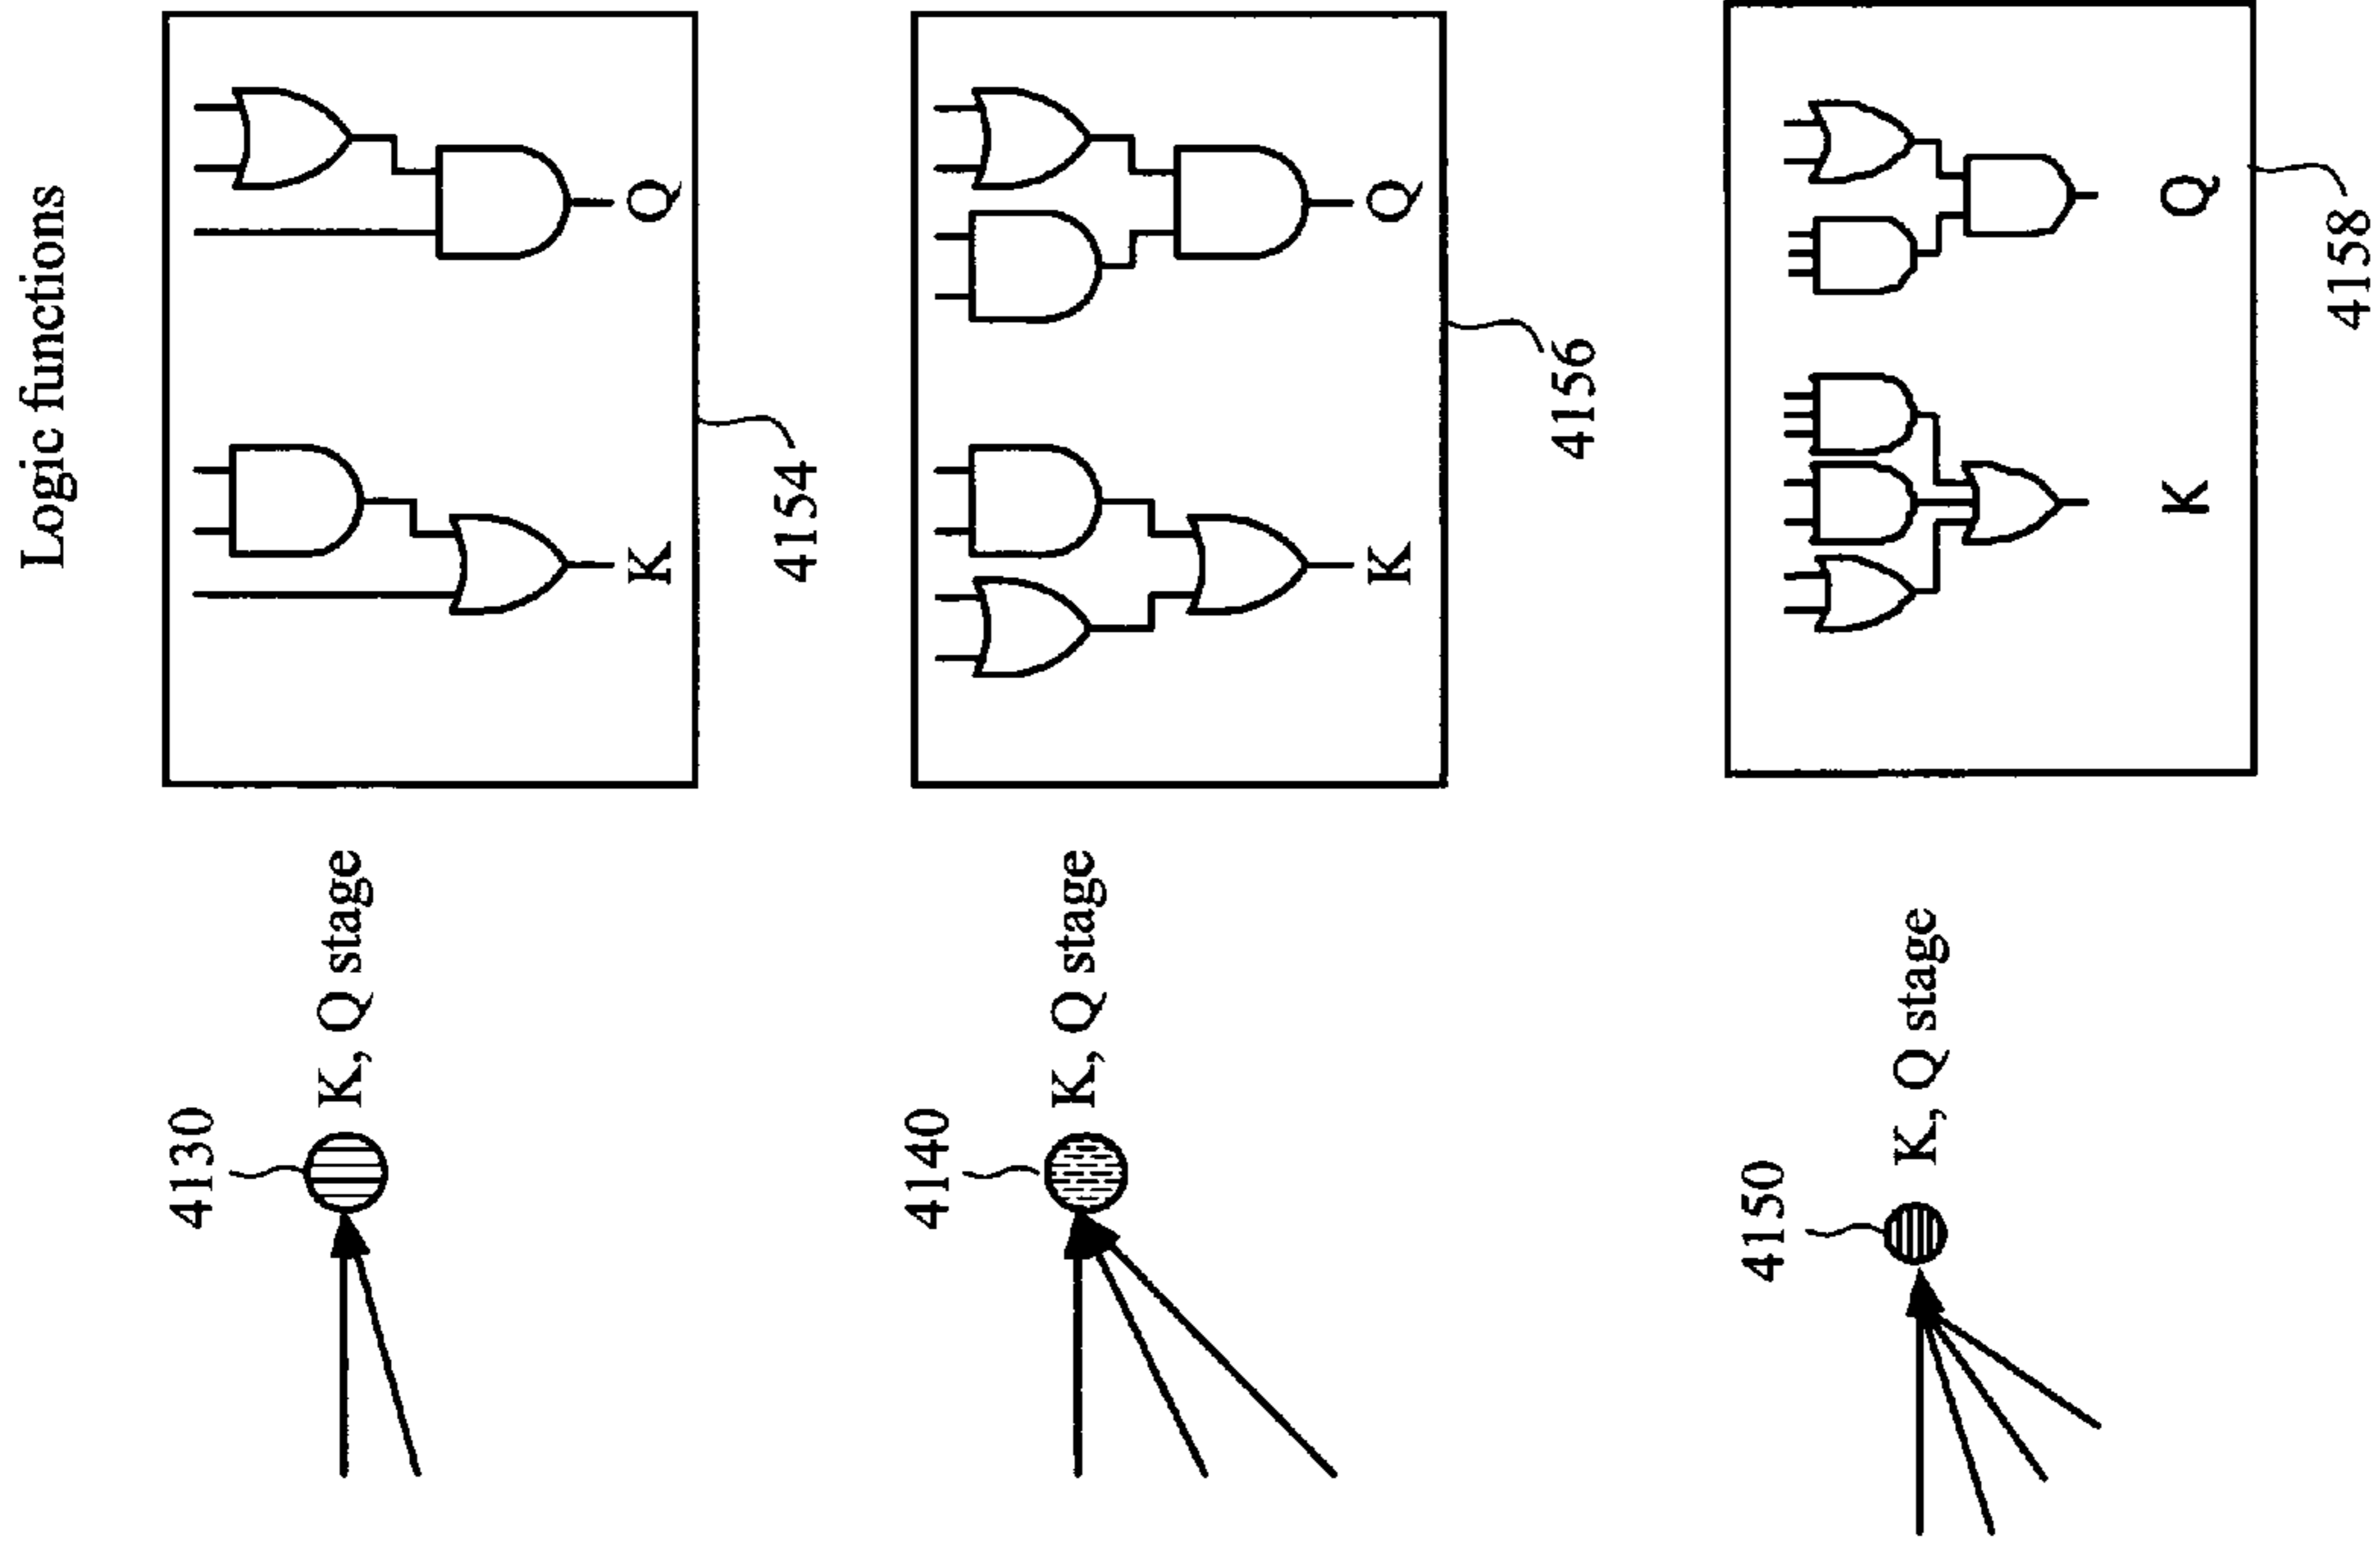 Logic functions
4130
K, Q stage
K
Q
4154
4140
K, Q stage
K
Q
4156
4150
K, Q stage
K
Q
4158